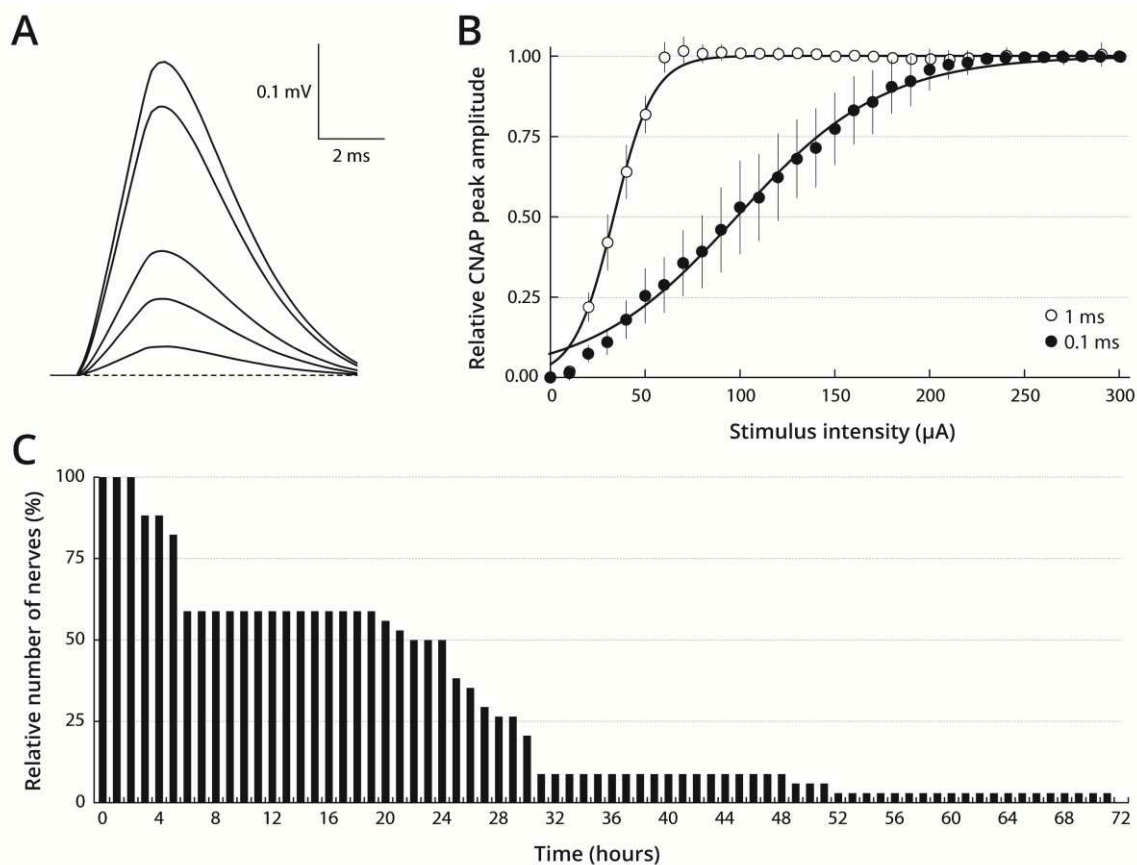 A
0.1 mV
2 ms
B
Relative CNAP peak amplitude
1.00
0.75
0.50
0.25
0.00
0 50 100 150 200 250 300
Stimulus intensity (μA)
1 ms
0.1 ms
C
Relative number of nerves (%)
100
75
50
25
0
0 4 8 12 16 20 24 28 32 36 40 44 48 52 56 60 64 68 72
Time (hours)